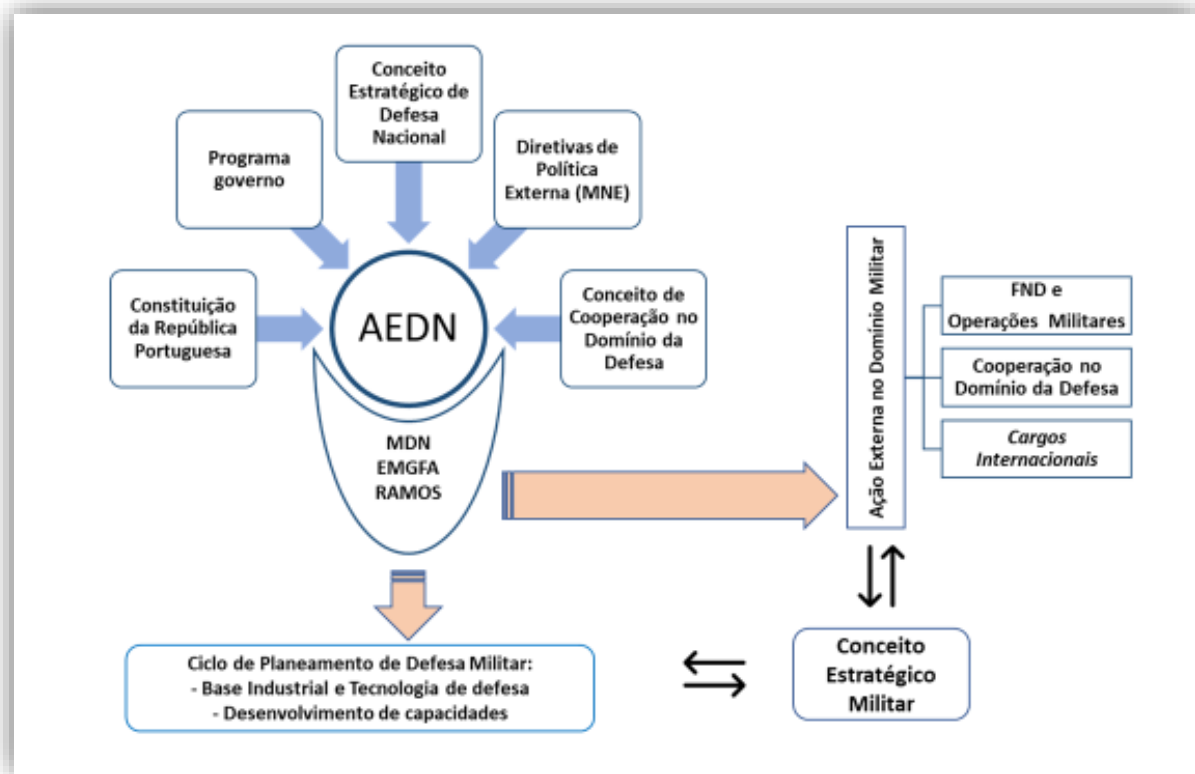 Conceito
Estratégico de
Defesa
Nacional
Programa
governo
Diretivas de
Política
Externa (MNE)
Constituição
da República
Portuguesa
AEDN
Conceito de
Cooperação no
Domínio da
Defesa
MDN
EMGFA
RAMOS
Ação Externa no Domínio Militar
FND e
Operações Militares
Cooperação no
Domínio da Defesa
Cargos
Internacionais
Ciclo de Planeamento de Defesa Militar:
- Base Industrial e Tecnologia de defesa
- Desenvolvimento de capacidades
Conceito
Estratégico
Militar